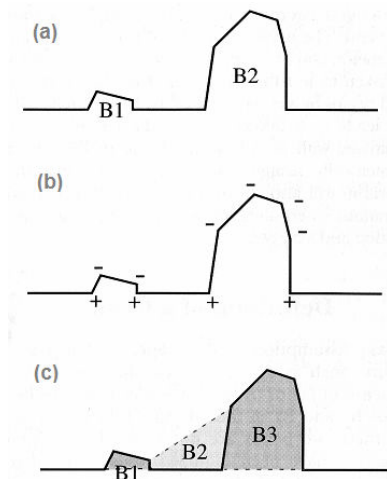 (a)
B1
B2
(b)
- - - - - -
+ + + +
(c)
B1
B2
B3